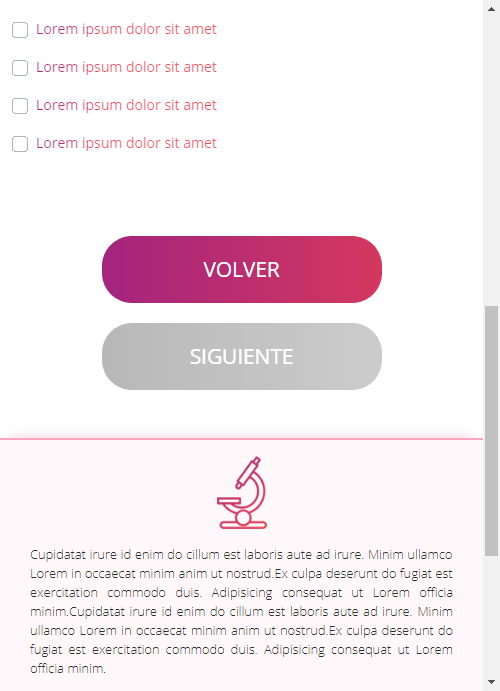 Lorem ipsum dolor sit amet
Lorem ipsum dolor sit amet
Lorem ipsum dolor sit amet
Lorem ipsum dolor sit amet
VOLVER
SIGUIENTE
Cupidatat irure id enim do cillum est laboris aute ad irure. Minim ullamco
Lorem in occaecat minim anim ut nostrud.Ex culpa deserunt do fugiat est
exercitation commodo duis. Adipisicing consequat ut Lorem officia
minim.Cupidatat irure id enim do cillum est laboris aute ad irure. Minim
ullamco Lorem in occaecat minim anim ut nostrud.Ex culpa deserunt do
fugiat est exercitation commodo duis. Adipisicing consequat ut Lorem
officia minim.